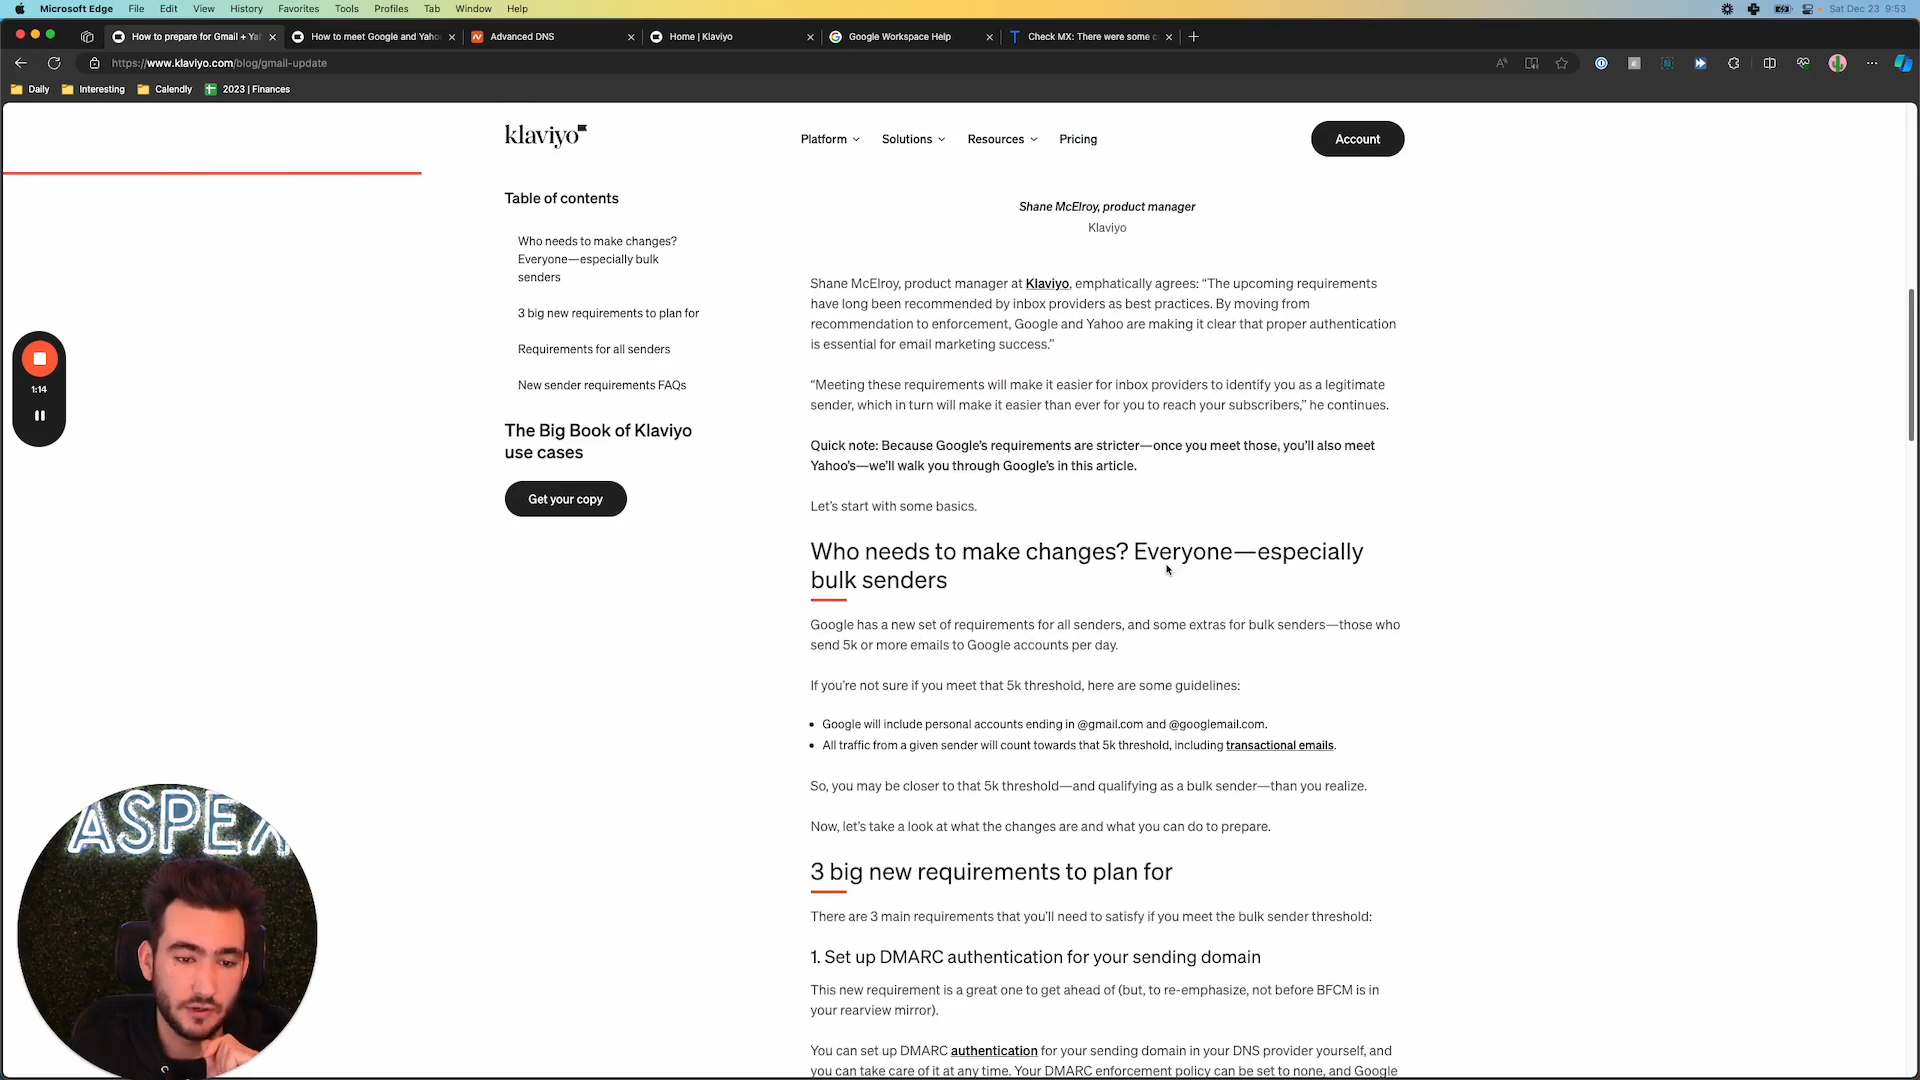 Microsoft Edge File Edit View History Favorites Tools Profiles Tab Window Help
Sat Dec 23 9:53
How to prepare for Gmail + Ya
How to meet Google and Yaho
Advanced DNS
Home | Klaviyo
Google Workspace Help
Check MX: There were some c
https://www.klaviyo.com/blog/gmail-update
Daily Interesting Calendly 2023 | Finances
klaviyo
Platform Solutions Resources Pricing
Account
Table of contents
Who needs to make changes?
Everyone—especially bulk
senders
3 big new requirements to plan for
Requirements for all senders
New sender requirements FAQs
The Big Book of Klaviyo
use cases
Get your copy
1:14
Shane McElroy, product manager
Klaviyo
Shane McElroy, product manager at Klaviyo, emphatically agrees: “The upcoming requirements
have long been recommended by inbox providers as best practices. By moving from
recommendation to enforcement, Google and Yahoo are making it clear that proper authentication
is essential for email marketing success.”
“Meeting these requirements will make it easier for inbox providers to identify you as a legitimate
sender, which in turn will make it easier than ever for you to reach your subscribers,” he continues.
Quick note: Because Google’s requirements are stricter—once you meet those, you’ll also meet
Yahoo’s—we’ll walk you through Google’s in this article.
Let’s start with some basics.
Who needs to make changes? Everyone—especially
bulk senders
Google has a new set of requirements for all senders, and some extras for bulk senders—those who
send 5k or more emails to Google accounts per day.
If you’re not sure if you meet that 5k threshold, here are some guidelines:
• Google will include personal accounts ending in @gmail.com and @googlemail.com.
• All traffic from a given sender will count towards that 5k threshold, including transactional emails.
So, you may be closer to that 5k threshold—and qualifying as a bulk sender—than you realize.
Now, let’s take a look at what the changes are and what you can do to prepare.
3 big new requirements to plan for
There are 3 main requirements that you’ll need to satisfy if you meet the bulk sender threshold:
1. Set up DMARC authentication for your sending domain
This new requirement is a great one to get ahead of (but, to re-emphasize, not before BFCM is in
your rearview mirror).
You can set up DMARC authentication for your sending domain in your DNS provider yourself, and
you can take care of it at any time. Your DMARC enforcement policy can be set to none, and Google